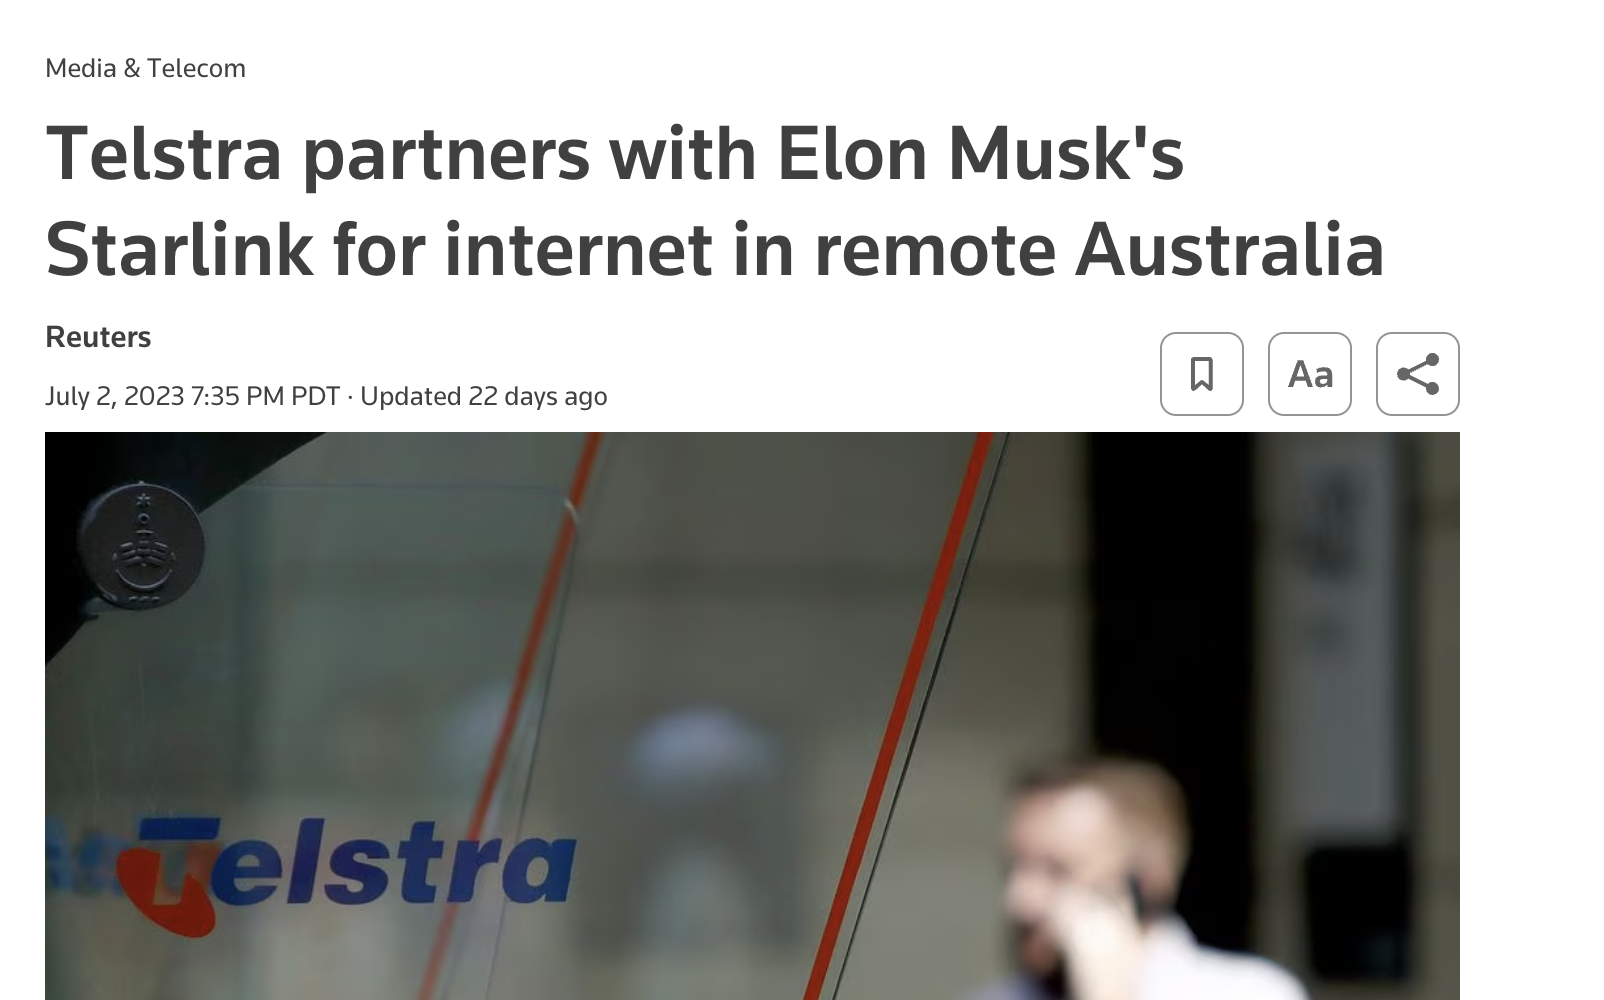 Media & Telecom
Telstra partners with Elon Musk's
Starlink for internet in remote Australia
Reuters
July 2, 2023 7:35 PM PDT · Updated 22 days ago
Aa
Telstra